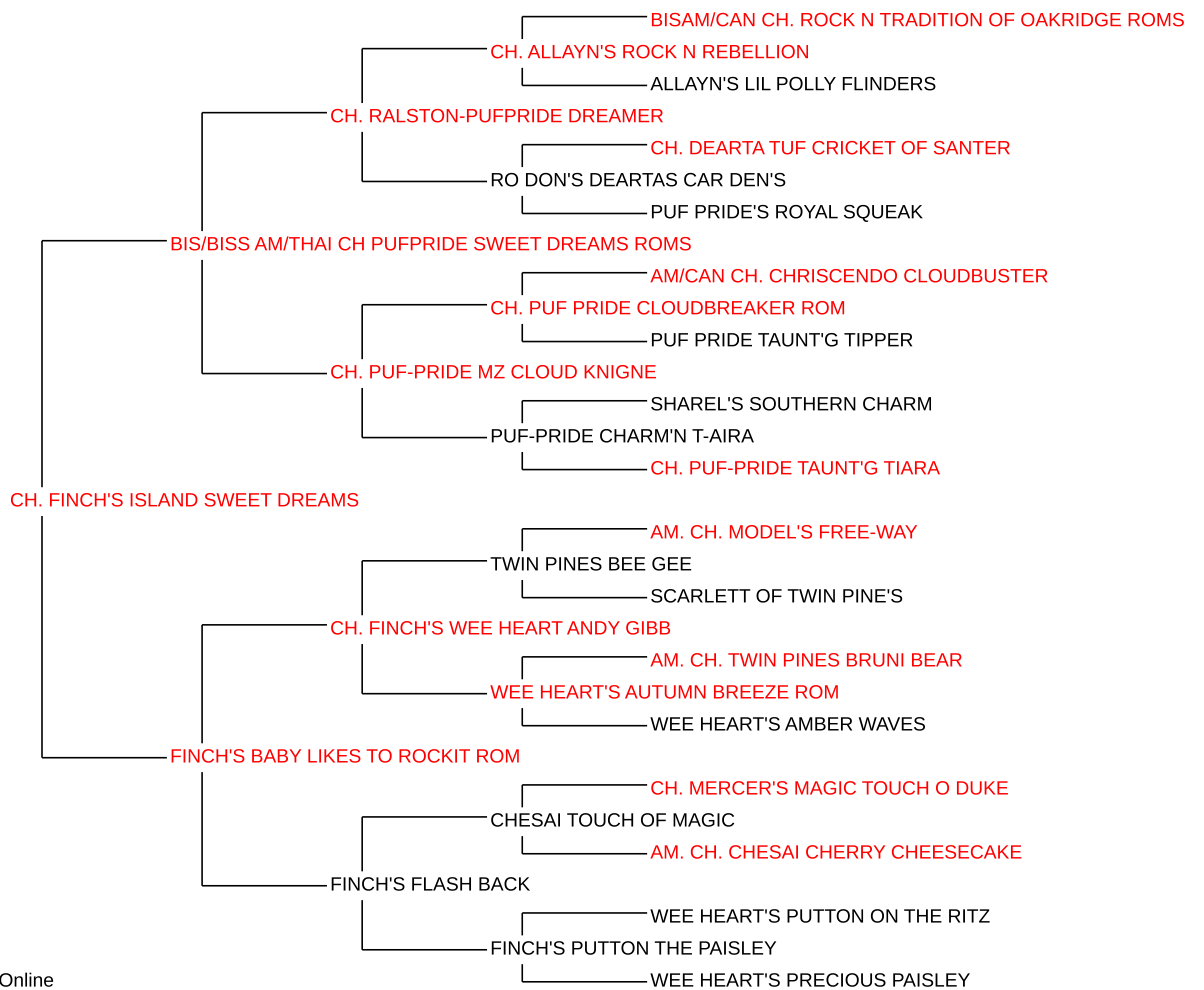 BISAM/CAN CH. ROCK N TRADITION OF OAKRIDGE ROMS
CH. ALLAYN'S ROCK N REBELLION
ALLAYN'S LIL POLLY FLINDERS
CH. RALSTON-PUFPRIDE DREAMER
CH. DEARTA TUF CRICKET OF SANTER
RO DON'S DEARTAS CAR DEN'S
PUF PRIDE'S ROYAL SQUEAK
BIS/BISS AM/THAI CH PUFPRIDE SWEET DREAMS ROMS
AM/CAN CH. CHRISCENDO CLOUDBUSTER
CH. PUF PRIDE CLOUDBREAKER ROM
PUF PRIDE TAUNT'G TIPPER
CH. PUF-PRIDE MZ CLOUD KNIGNE
SHAREL'S SOUTHERN CHARM
PUF-PRIDE CHARM'N T-AIRA
CH. PUF-PRIDE TAUNT'G TIARA
CH. FINCH'S ISLAND SWEET DREAMS
AM. CH. MODEL'S FREE-WAY
TWIN PINES BEE GEE
SCARLETT OF TWIN PINE'S
CH. FINCH'S WEE HEART ANDY GIBB
AM. CH. TWIN PINES BRUNI BEAR
WEE HEART'S AUTUMN BREEZE ROM
WEE HEART'S AMBER WAVES
FINCH'S BABY LIKES TO ROCKIT ROM
CH. MERCER'S MAGIC TOUCH O DUKE
CHESAI TOUCH OF MAGIC
AM. CH. CHESAI CHERRY CHEESECAKE
FINCH'S FLASH BACK
WEE HEART'S PUTTON ON THE RITZ
FINCH'S PUTTON THE PAISLEY
WEE HEART'S PRECIOUS PAISLEY
Online